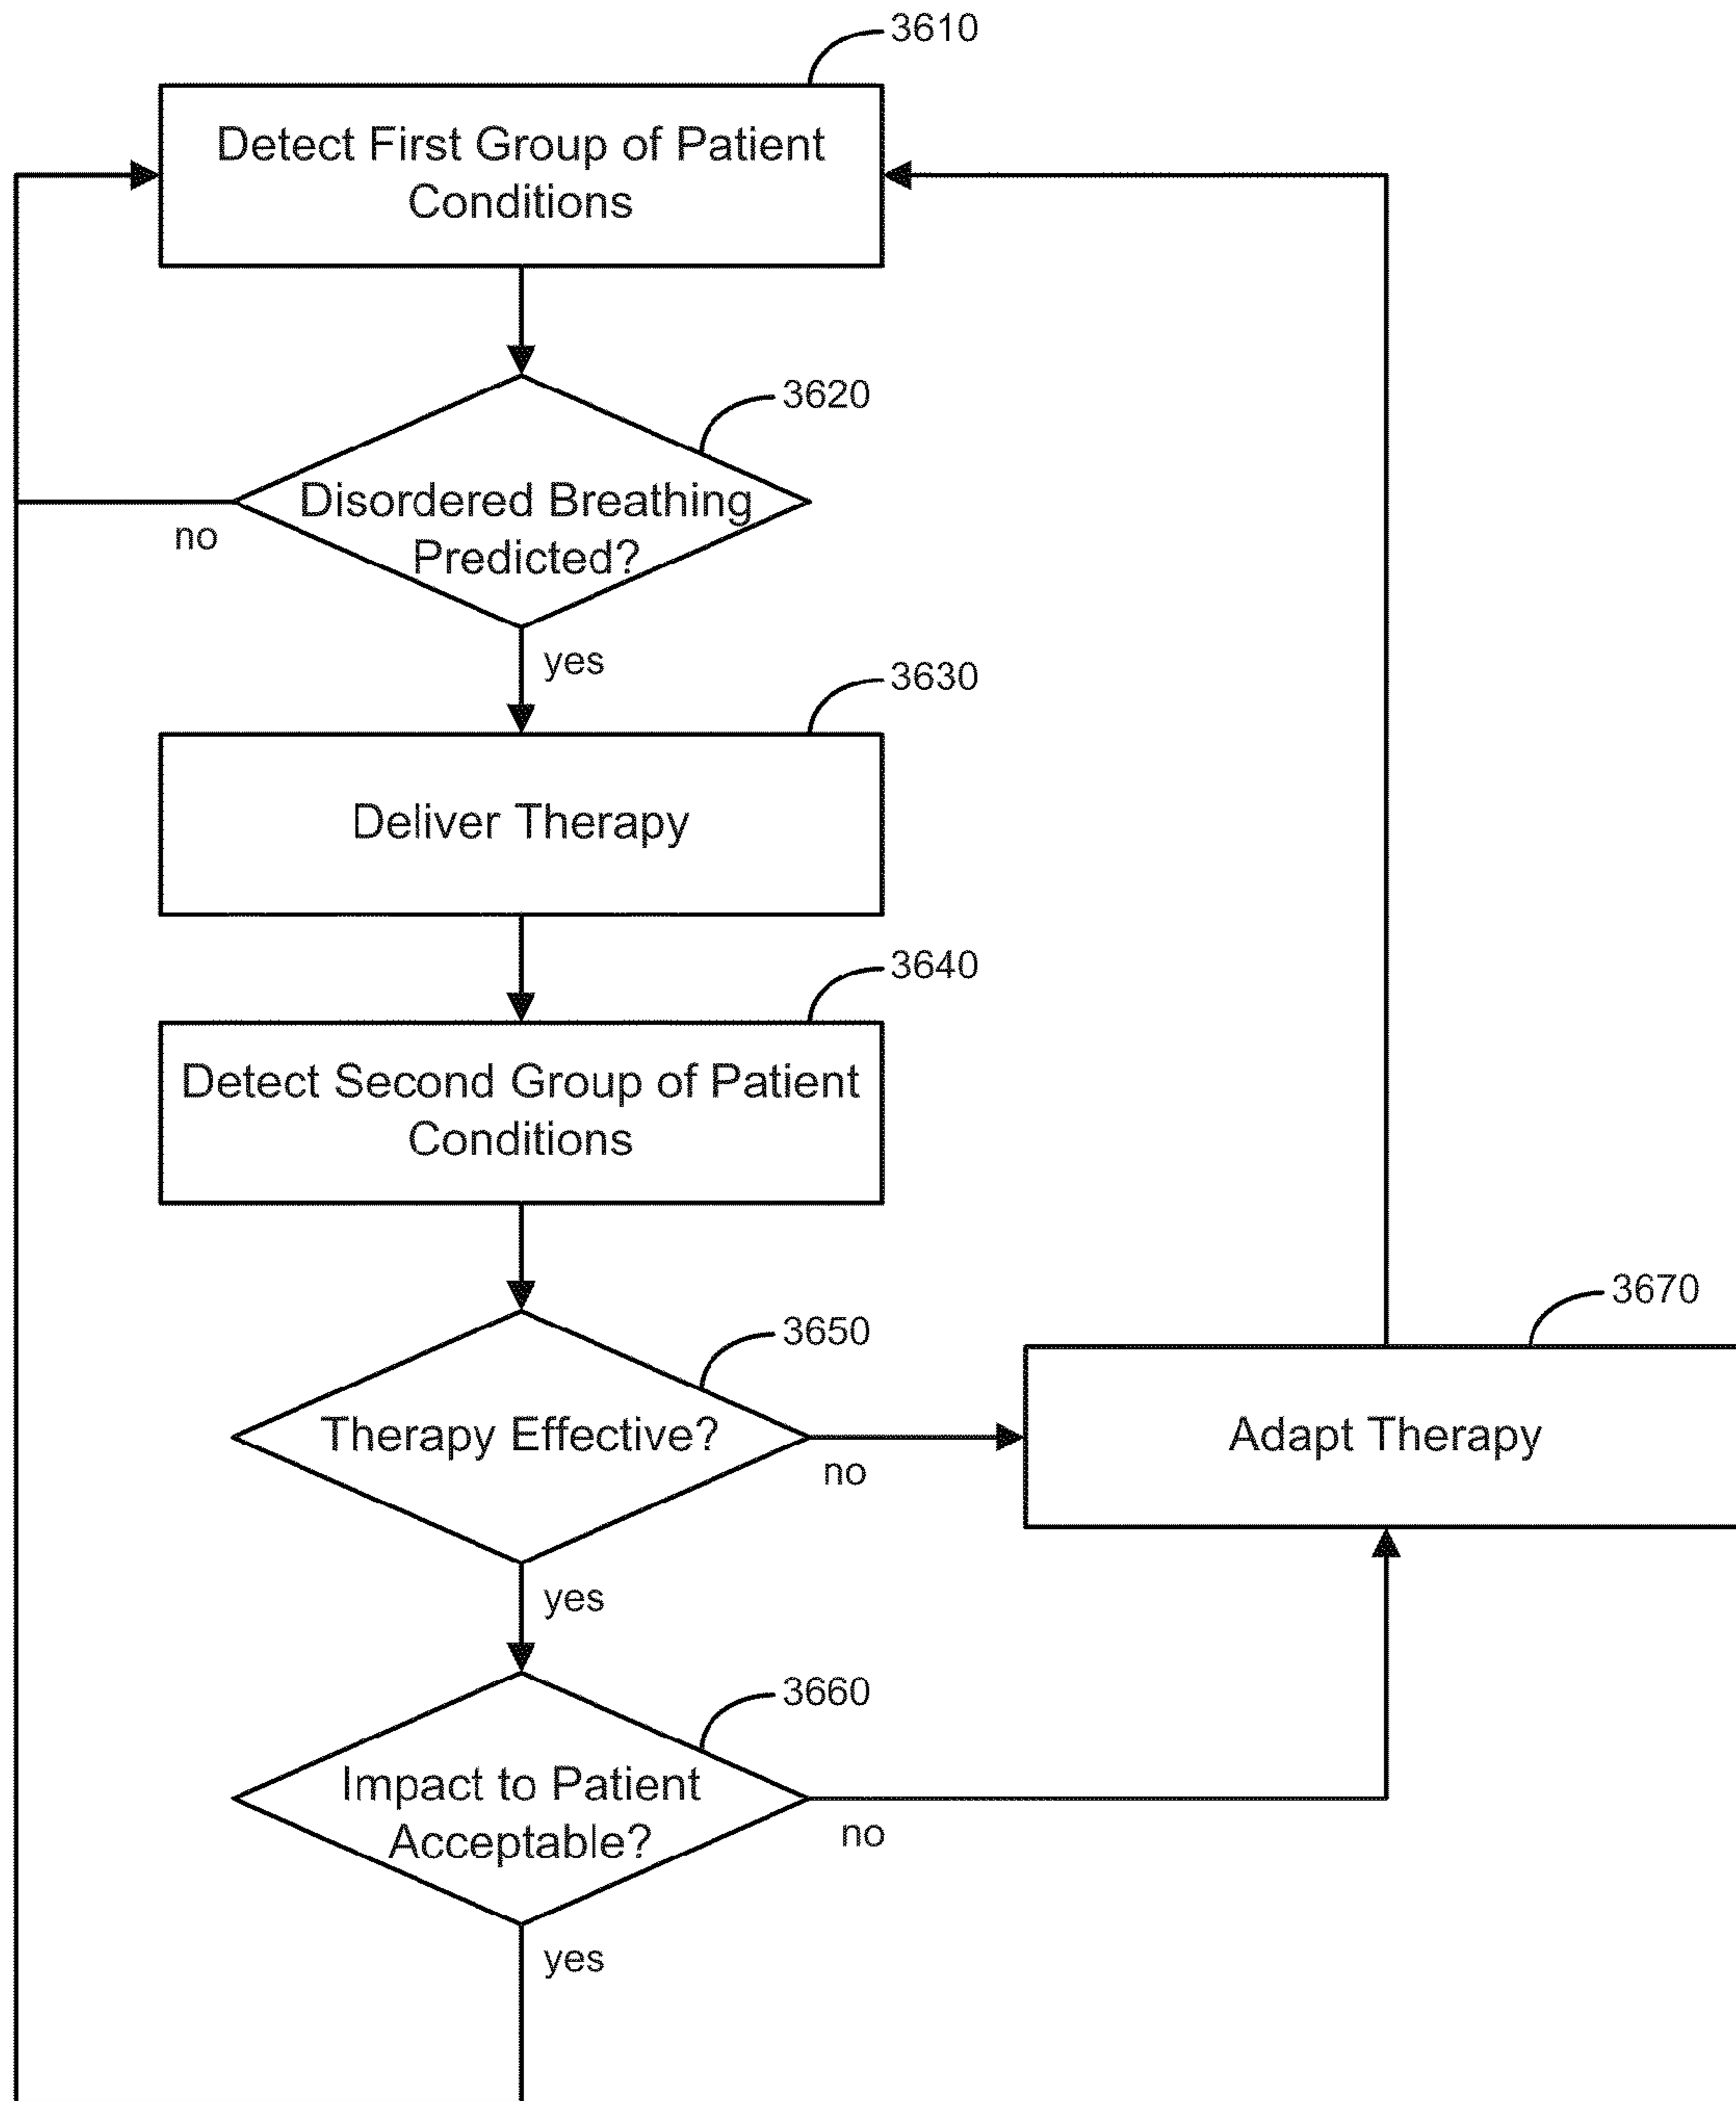 3610
Detect First Group of Patient
Conditions
3620
Disordered Breathing
Predicted?
no
yes
3630
Deliver Therapy
3640
Detect Second Group of Patient
Conditions
3650
Therapy Effective?
no
yes
3670
Adapt Therapy
3660
Impact to Patient
Acceptable?
no
yes